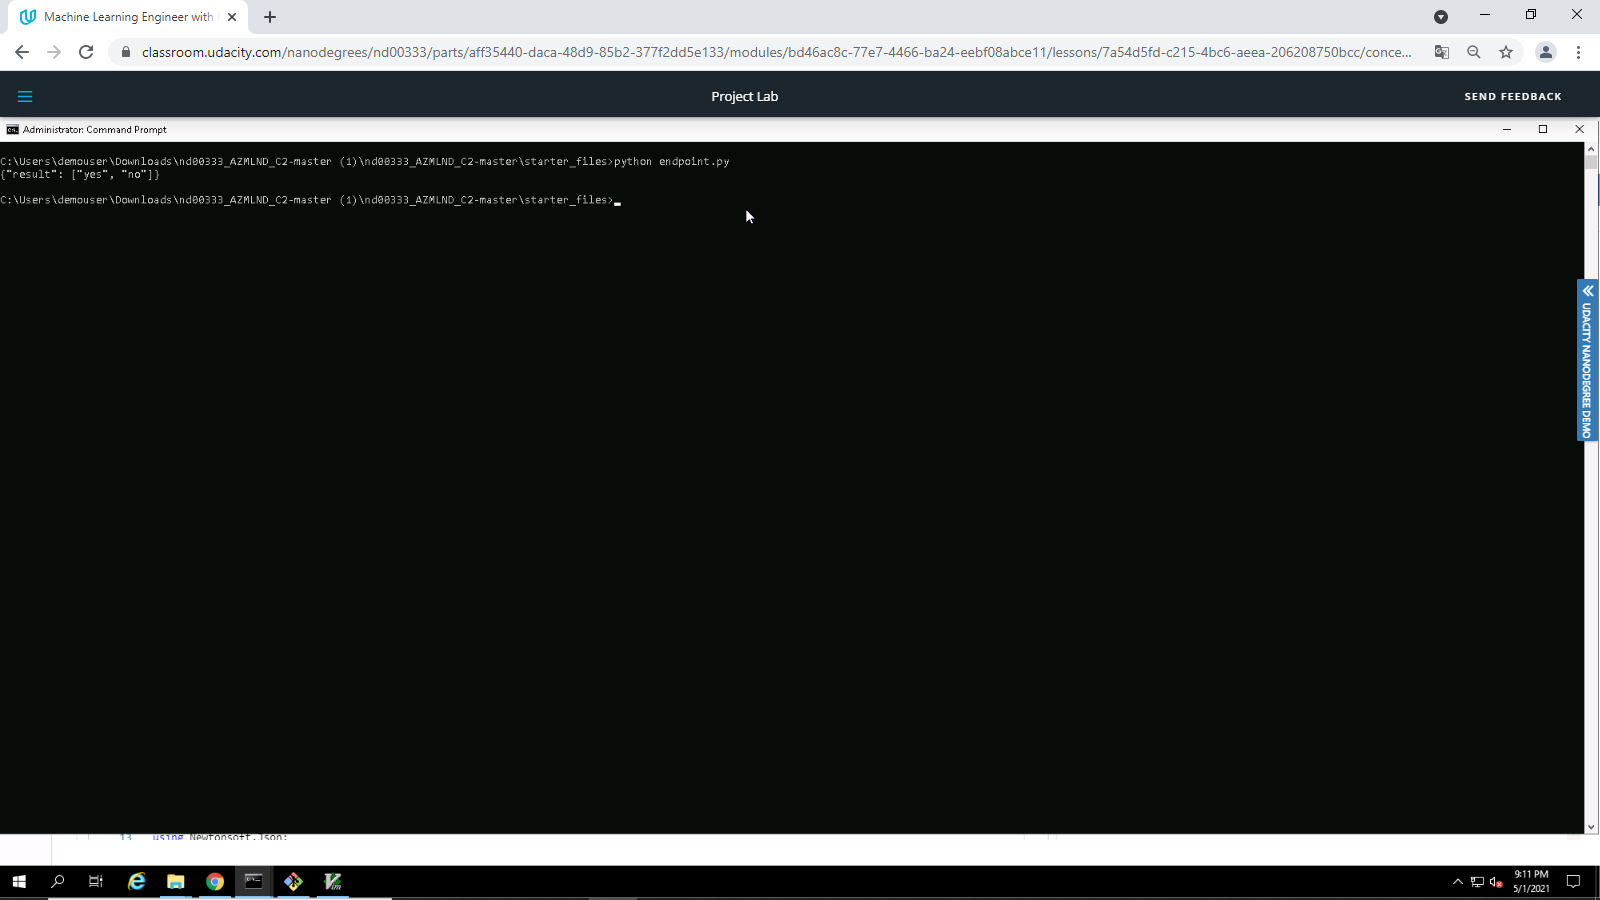 Machine Learning Engineer with
classroom.udacity.com/nanodegrees/nd00333/parts/aff35440-daca-48d9-85b2-377f2dd5e133/modules/bd46ac8c-77e7-4466-ba24-eebf08abce11/lessons/7a54d5fd-c215-4bc6-aeea-206208750bcc/conce...
Project Lab
SEND FEEDBACK
Administrator: Command Prompt
C:\Users\demouser\Downloads\nd00333_AZMLND_C2-master (1)\nd00333_AZMLND_C2-master\starter_files>python endpoint.py
{"result": ["yes", "no"]}
C:\Users\demouser\Downloads\nd00333_AZMLND_C2-master (1)\nd00333_AZMLND_C2-master\starter_files>
UDACITY NANODEGREE DEMO
13 using Newtonsoft.Json;
9:11 PM
5/1/2021